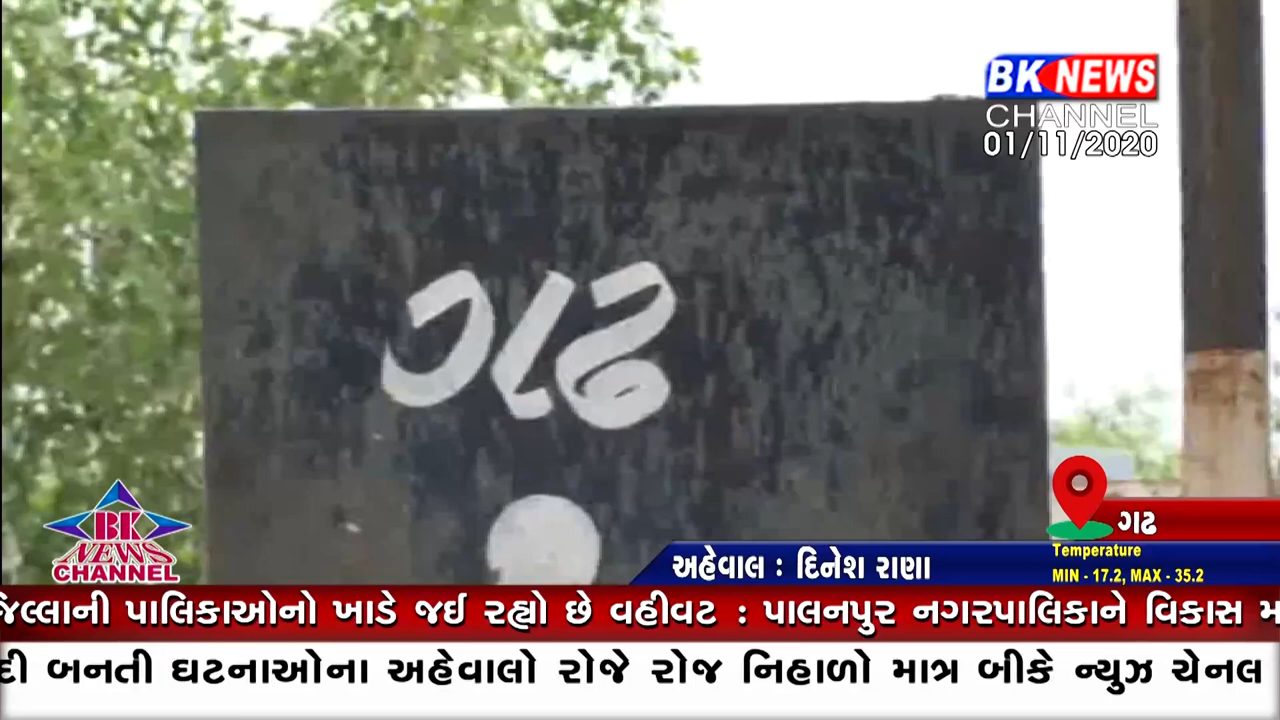 BK NEWS
CHANNEL
01/11/2020
ગઢ
BK
NEWS
CHANNEL
ગઢ
અહેવાલ : દિનેશ રાણા
Temperature
MIN - 17.2, MAX - 35.2
જિલ્લાની પાલિકાઓનો ખાડે જઈ રહ્યો છે વહીવટ : પાલનપુર નગરપાલિકાને વિકાસ
બનતી ઘટનાઓના અહેવાલો રોજે રોજ નિહાળો માત્ર બીકે ન્યુઝ ચેનલ